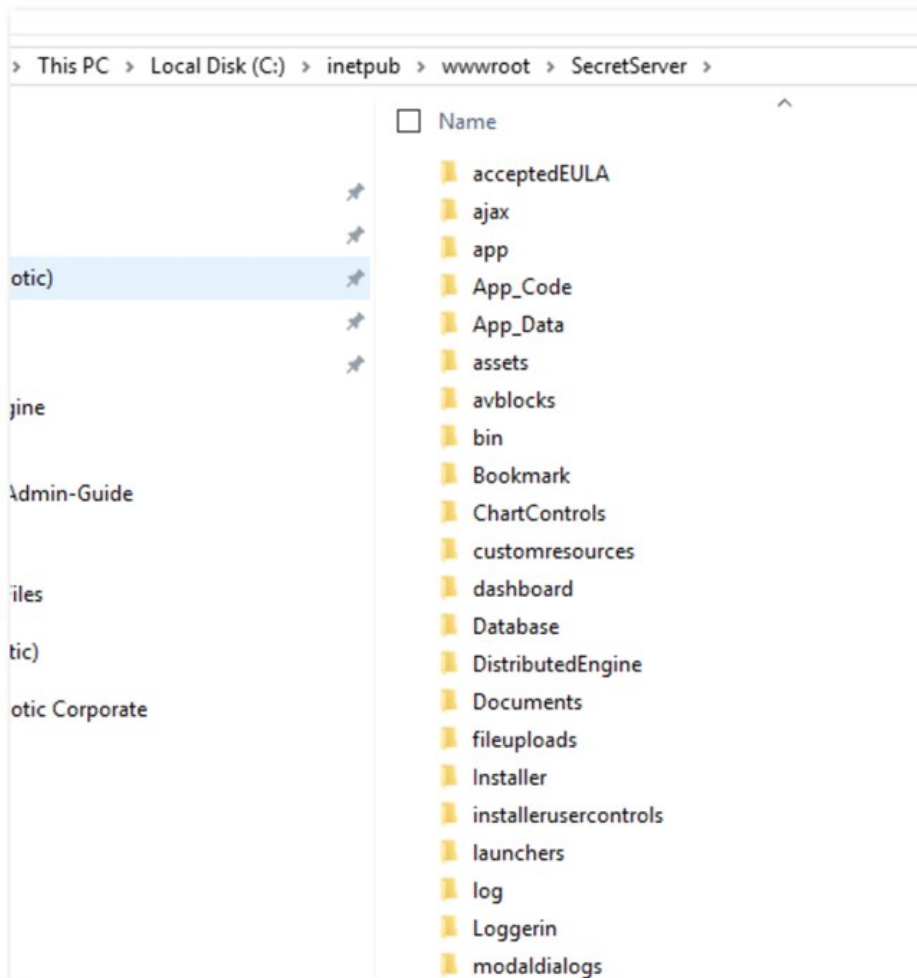 > This PC > Local Disk (C:) > inetpub > wwwroot > SecretServer >
Name
otic)
gine
Admin-Guide
Files
tic)
otic Corporate
acceptedEULA
ajax
app
App_Code
App_Data
assets
avblocks
bin
Bookmark
ChartControls
customresources
dashboard
Database
DistributedEngine
Documents
fileuploads
Installer
installerusercontrols
launchers
log
Loggerin
modaldialogs